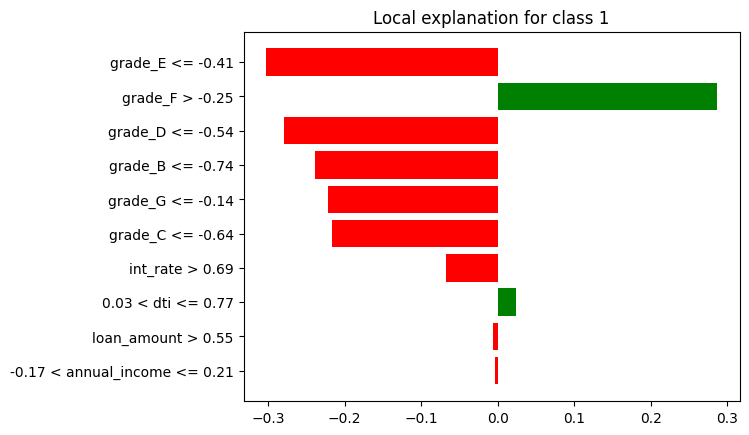 Local explanation for class 1
grade_E <= -0.41
grade_F > -0.25
grade_D <= -0.54
grade_B <= -0.74
grade_G <= -0.14
grade_C <= -0.64
int_rate > 0.69
0.03 < dti <= 0.77
loan_amount > 0.55
-0.17 < annual_income <= 0.21
−0.3 −0.2 −0.1 0.0 0.1 0.2 0.3